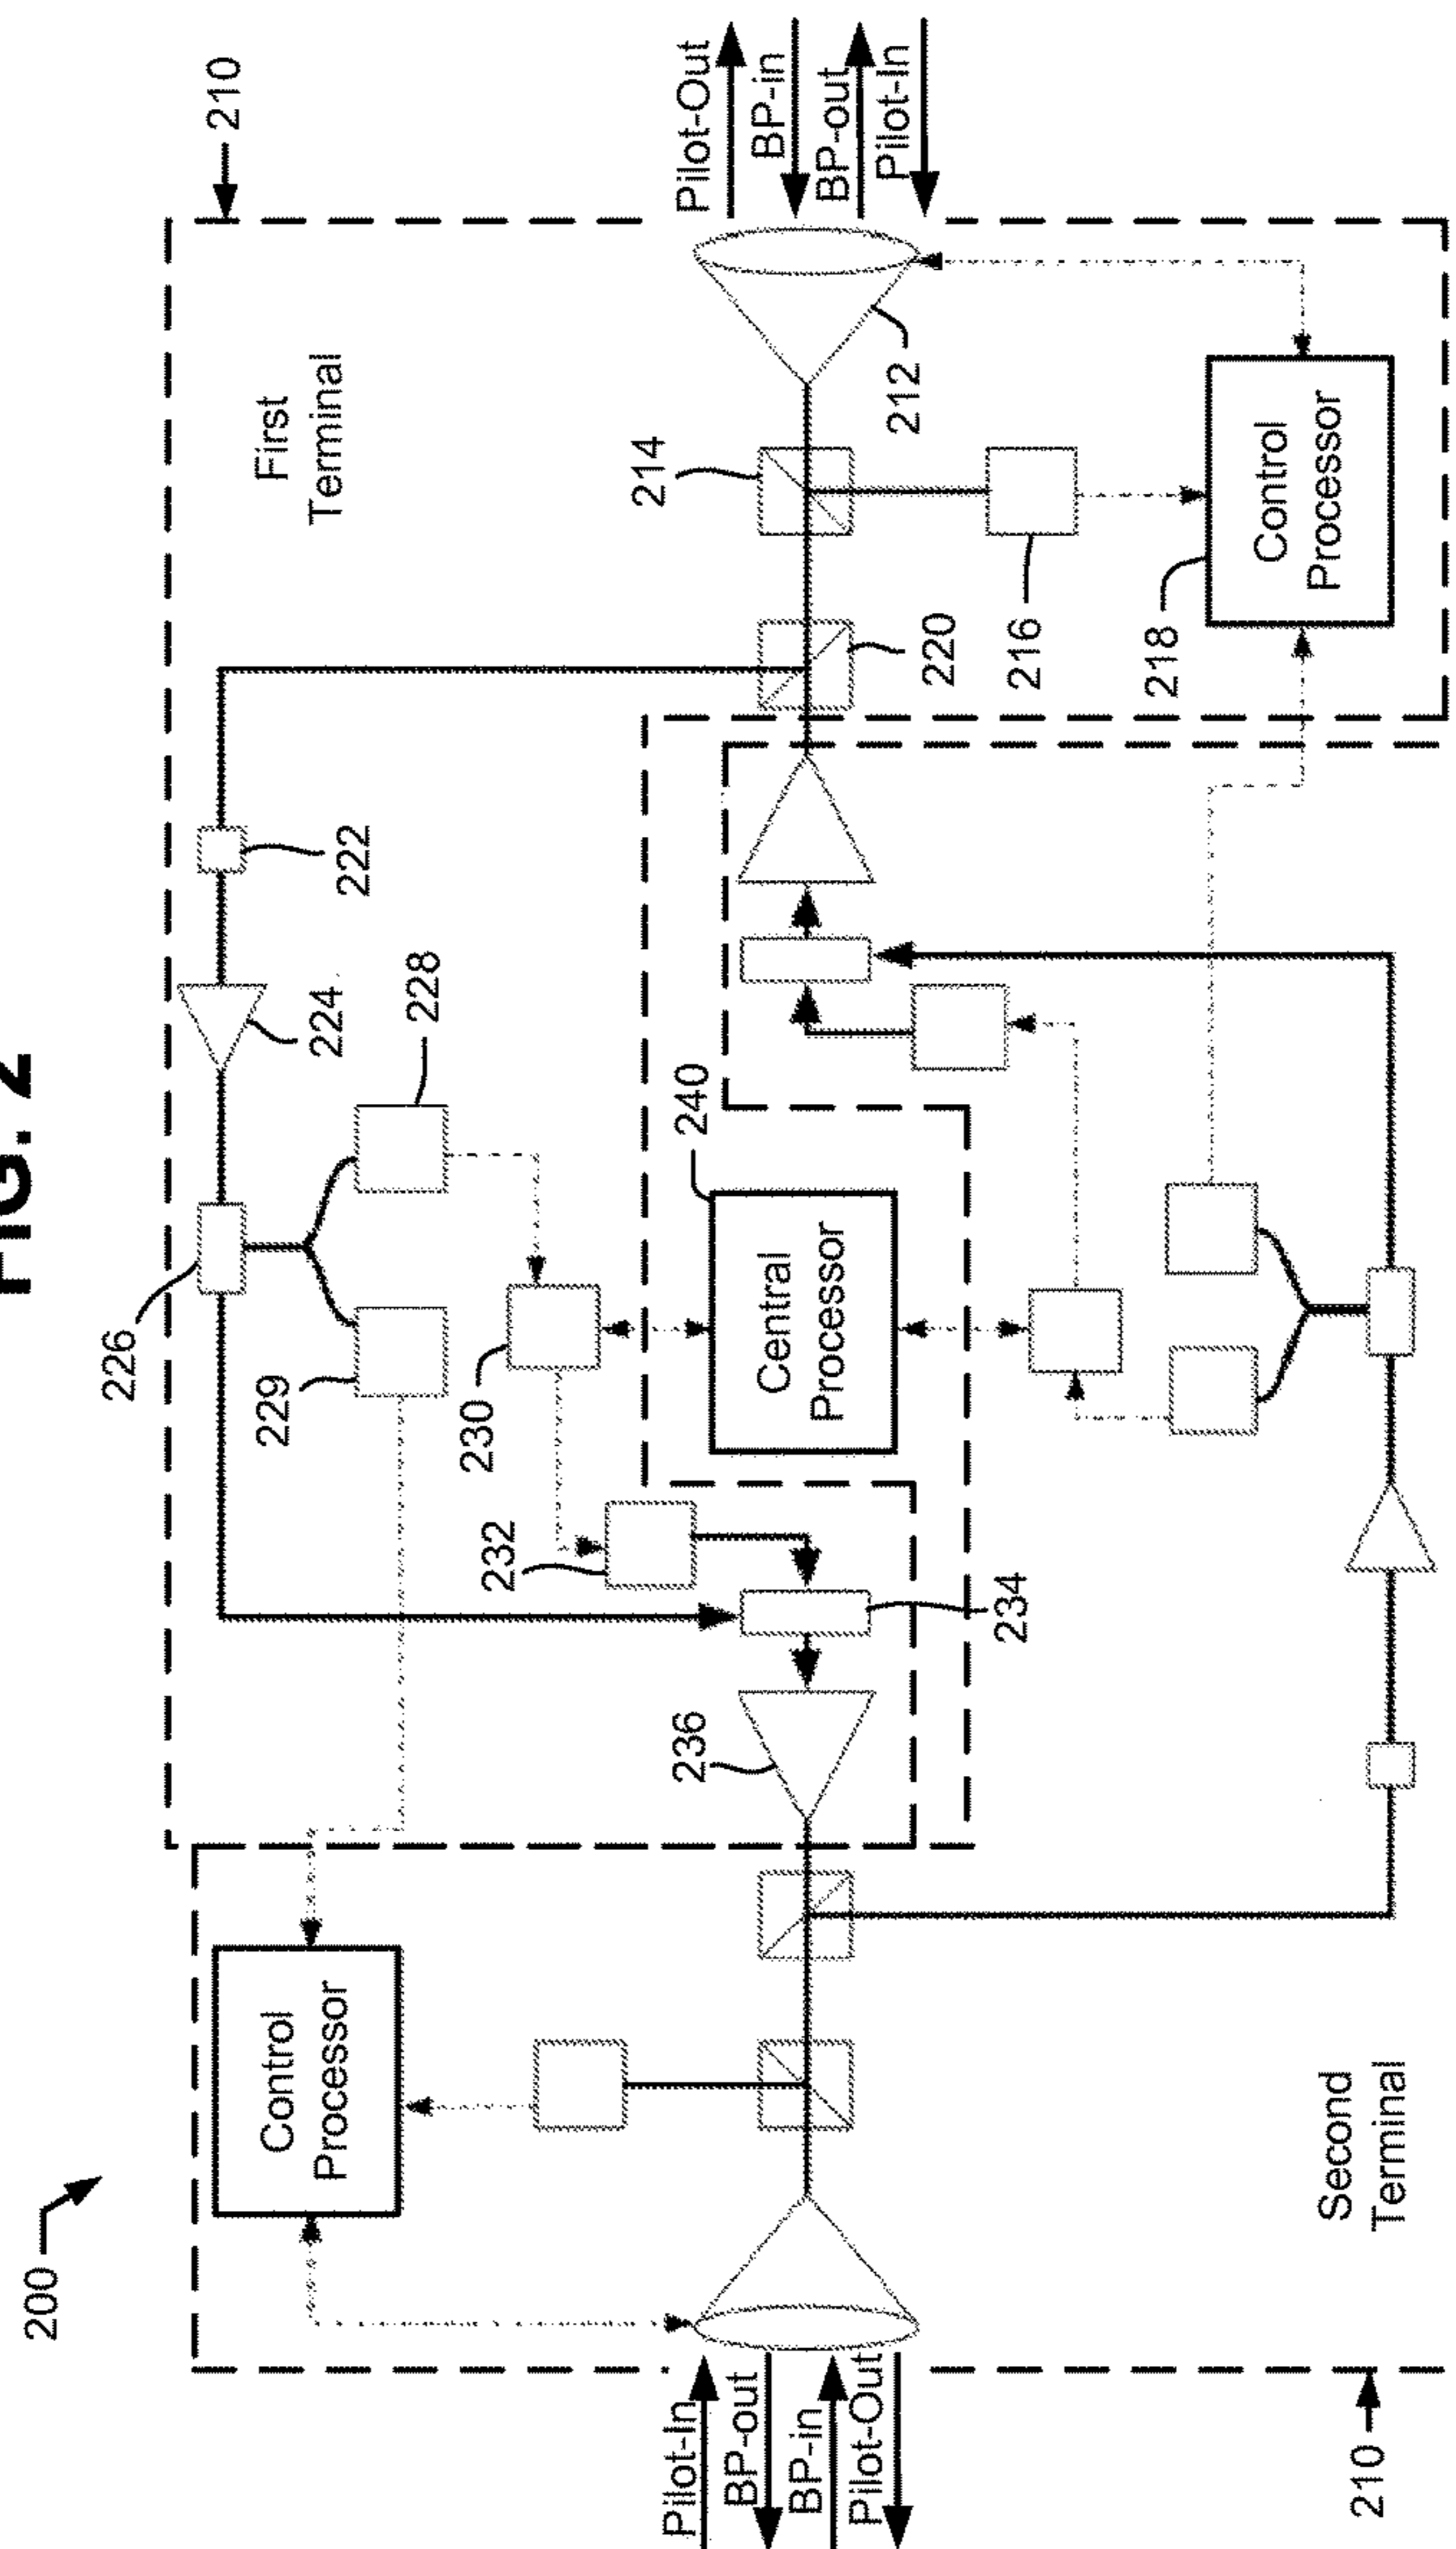 FIG. 2
200
210
226
Control
Processor
First
Terminal
229
228
224
222
230
232
214
Pilot-In
BP-out
BP-in
Pilot-Out
236
234
Central
Processor
240
220
212
Pilot-Out
BP-in
BP-out
Pilot-In
216
218
Control
Processor
Second
Terminal
210